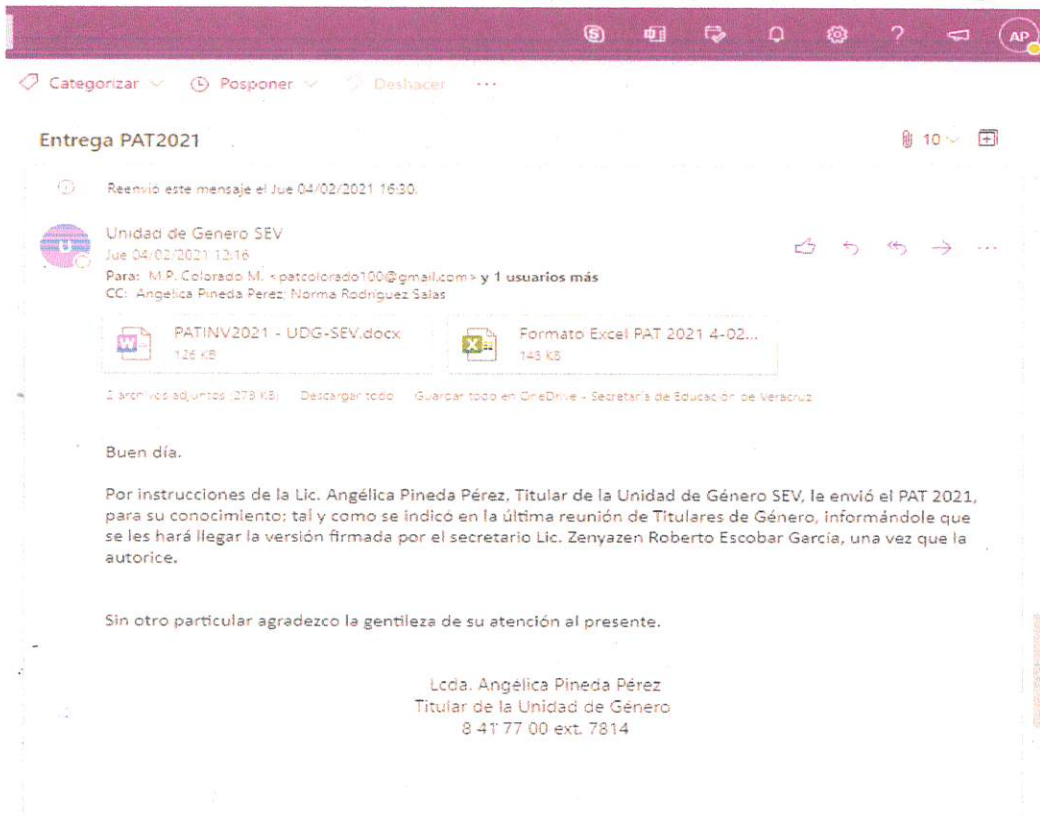 AP
Categorizar Posponer Deshacer ...
Entrega PAT2021
10
Reenvió este mensaje el Jue 04/02/2021 16:30.
U
Unidad de Genero SEV
Jue 04/02/2021 12:16
Para: M.P. Colorado M. <patcolorado100@gmail.com> y 1 usuarios más
CC: Angelica Pineda Perez; Norma Rodriguez Salas
PATINV2021 - UDG-SEV.docx
126 KB
Formato Excel PAT 2021 4-02...
148 KB
2 archivos adjuntos (273 KB) Descargar todo Guardar todo en OneDrive - Secretaría de Educación de Veracruz
Buen día.
Por instrucciones de la Lic. Angélica Pineda Pérez, Titular de la Unidad de Género SEV, le envió el PAT 2021,
para su conocimiento; tal y como se indicó en la última reunión de Titulares de Género, informándole que
se les hará llegar la versión firmada por el secretario Lic. Zenyazen Roberto Escobar García, una vez que la
autorice.
Sin otro particular agradezco la gentileza de su atención al presente.
Lcda. Angélica Pineda Pérez
Titular de la Unidad de Género
8 41 77 00 ext. 7814